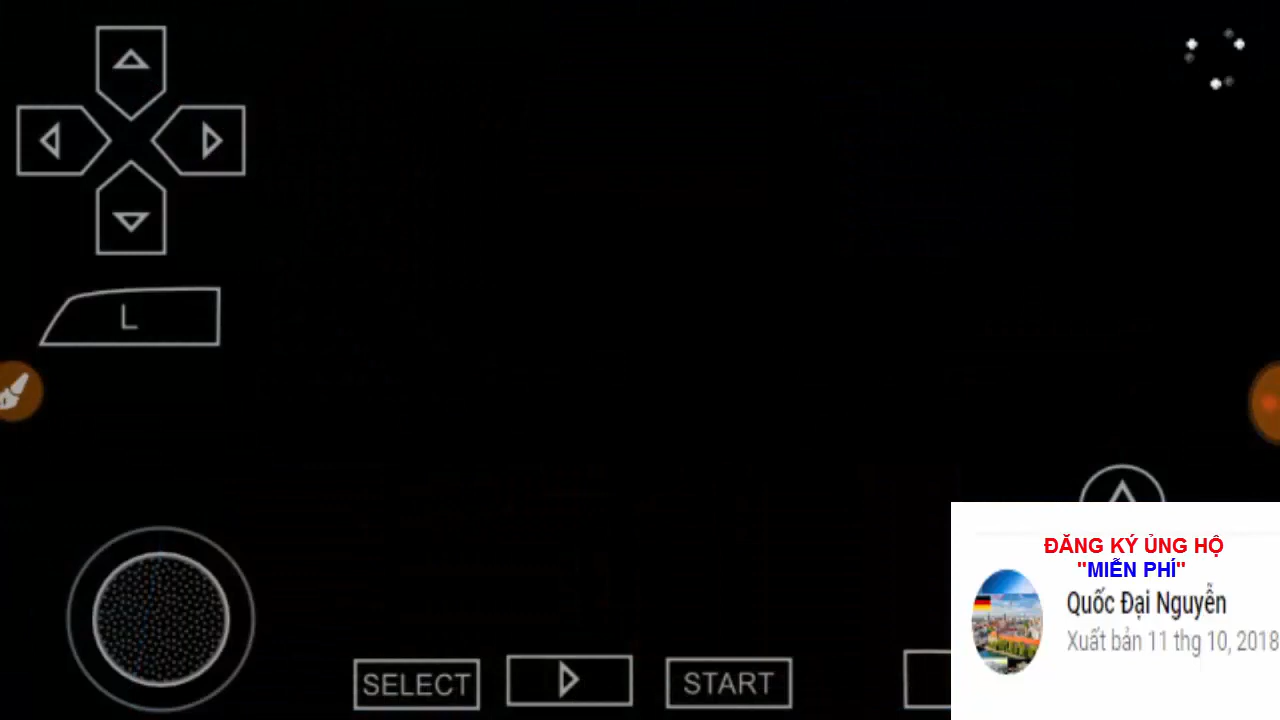 L
SELECT
START
ĐĂNG KÝ ỦNG HỘ
"MIỄN PHÍ"
Quốc Đại Nguyễn
Xuất bản 11 thg 10, 2018